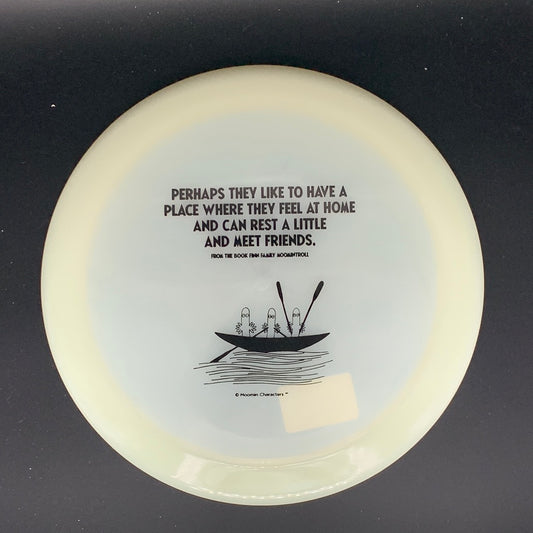 PERHAPS THEY LIKE TO HAVE A
PLACE WHERE THEY FEEL AT HOME
AND CAN REST A LITTLE
AND MEET FRIENDS.
FROM THE BOOK FINN FAMILY MOOMINTROLL
© Moomin Characters ™